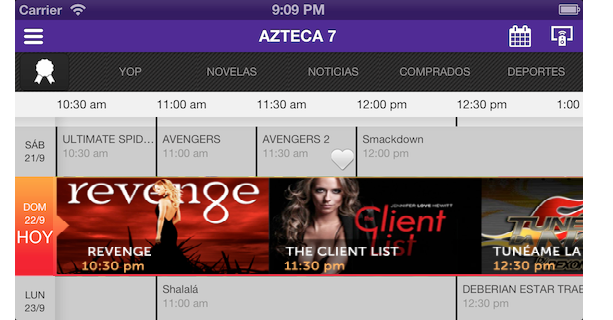 Carrier 9:09 PM
AZTECA 7
YOP NOVELAS NOTICIAS COMPRADOS DEPORTES
10:30 am 11:00 am 11:30 am 12:00 pm 12:30 pm 1:00
SÁB
21/9
ULTIMATE SPID... AVENGERS AVENGERS 2 Smackdown
10:30 am 11:00 am 11:30 am 12:00 pm
DOM
22/9
HOY
revenge
REVENGE
10:30 pm
JENNIFER LOVE HEWITT
the Client List
THE CLIENT LIST
11:30 pm
TUNÉAME LA
TUNÉAME LA
12:30 pm
LUN
23/9
Shalalá DEBERIAN ESTAR TRAB
11:00 am 12:30 pm